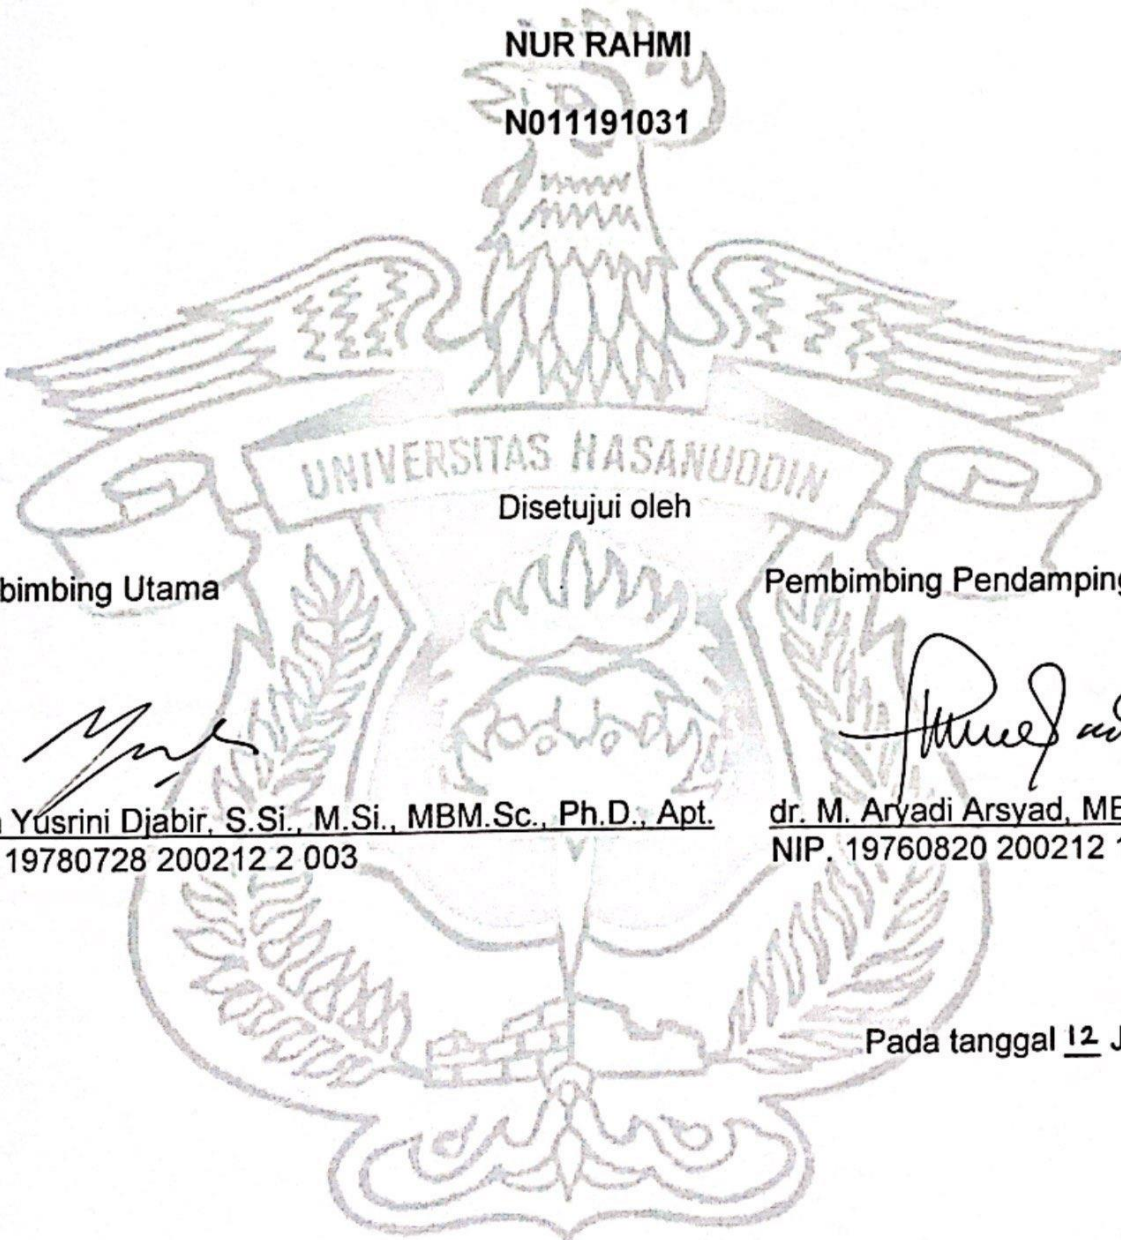 NUR RAHMI
N011191031
UNIVERSITAS HASANUDDIN
Disetujui oleh
bimbing Utama
Pembimbing Pendamping
Yusrini Djabir, S.Si., M.Si., MBM.Sc., Ph.D., Apt.
dr. M. Aryadi Arsyad, MB
19780728 200212 2 003
NIP. 19760820 200212 1
Pada tanggal 12 J